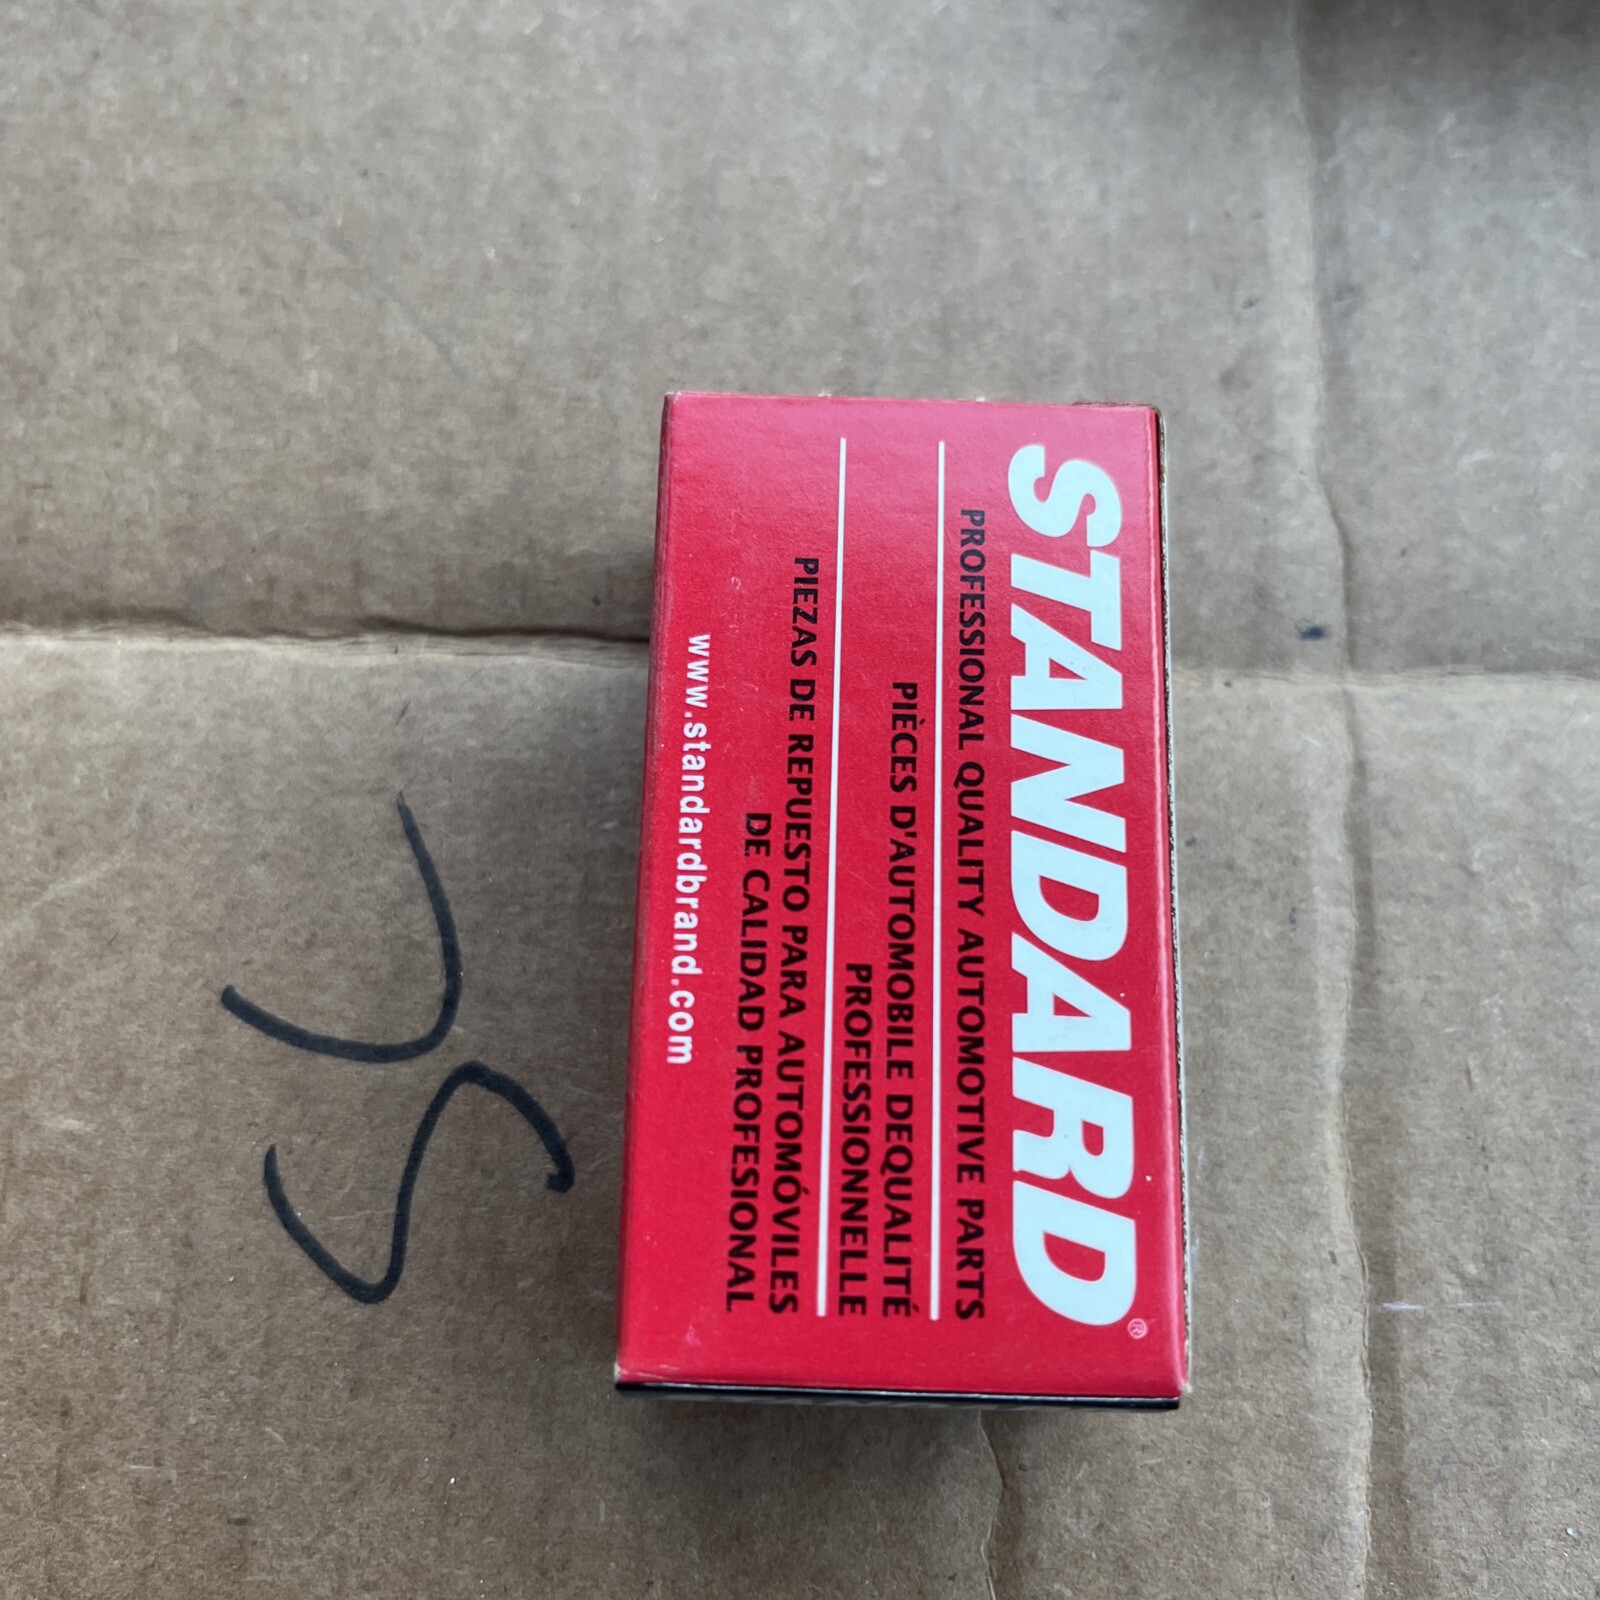 STANDARD®
PROFESSIONAL QUALITY AUTOMOTIVE PARTS
PIÈCES D'AUTOMOBILE DEQUALITÉ
PROFESSIONNELLE
PIEZAS DE REPUESTO PARA AUTOMÓVILES
DE CALIDAD PROFESIONAL
www.standardbrand.com